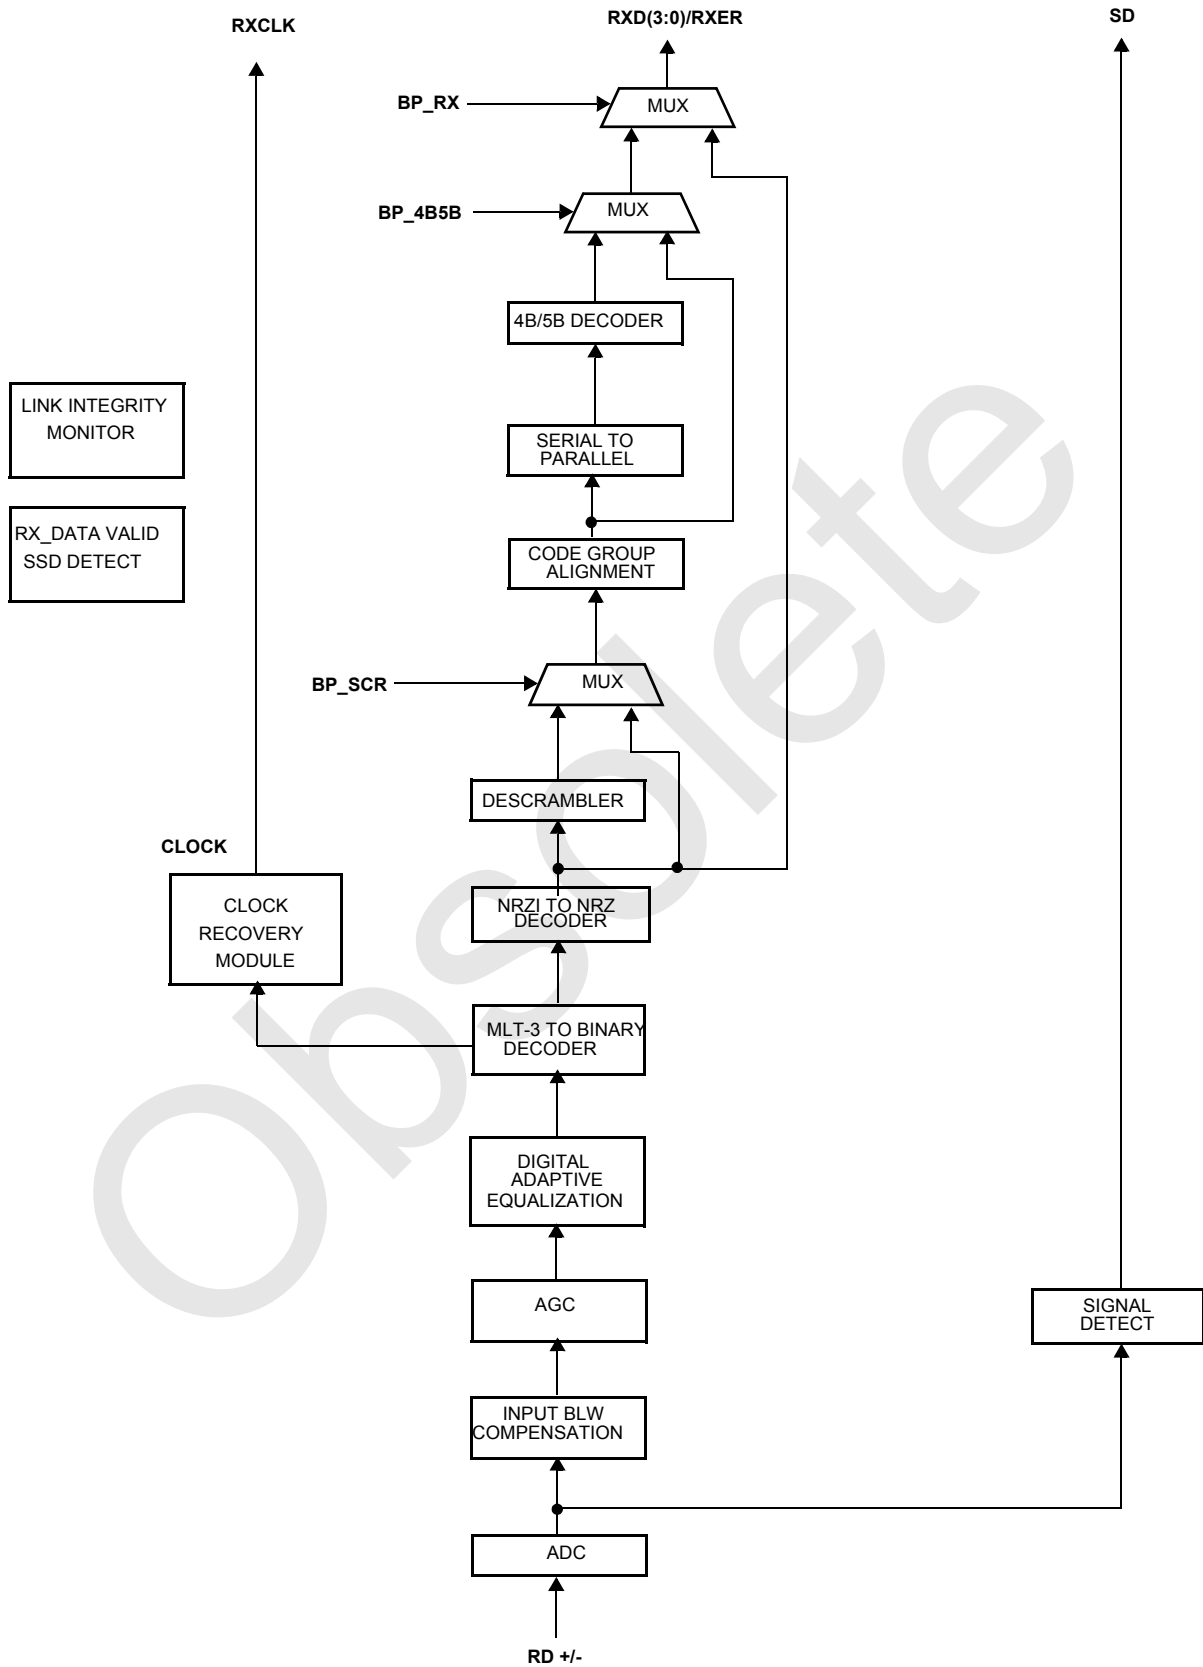 RXD(3:0)/RXER
SD
RXCLK
BP_RX
MUX
BP_4B5B
MUX
4B/5B DECODER
LINK INTEGRITY
MONITOR
SERIAL TO
PARALLEL
RX_DATA VALID
SSD DETECT
CODE GROUP
ALIGNMENT
BP_SCR
MUX
DESCRAMBLER
CLOCK
CLOCK
RECOVERY
MODULE
NRZI TO NRZ
DECODER
MLT-3 TO BINARY
DECODER
DIGITAL
ADAPTIVE
EQUALIZATION
AGC
SIGNAL
DETECT
INPUT BLW
COMPENSATION
ADC
RD +/-
Obsolete